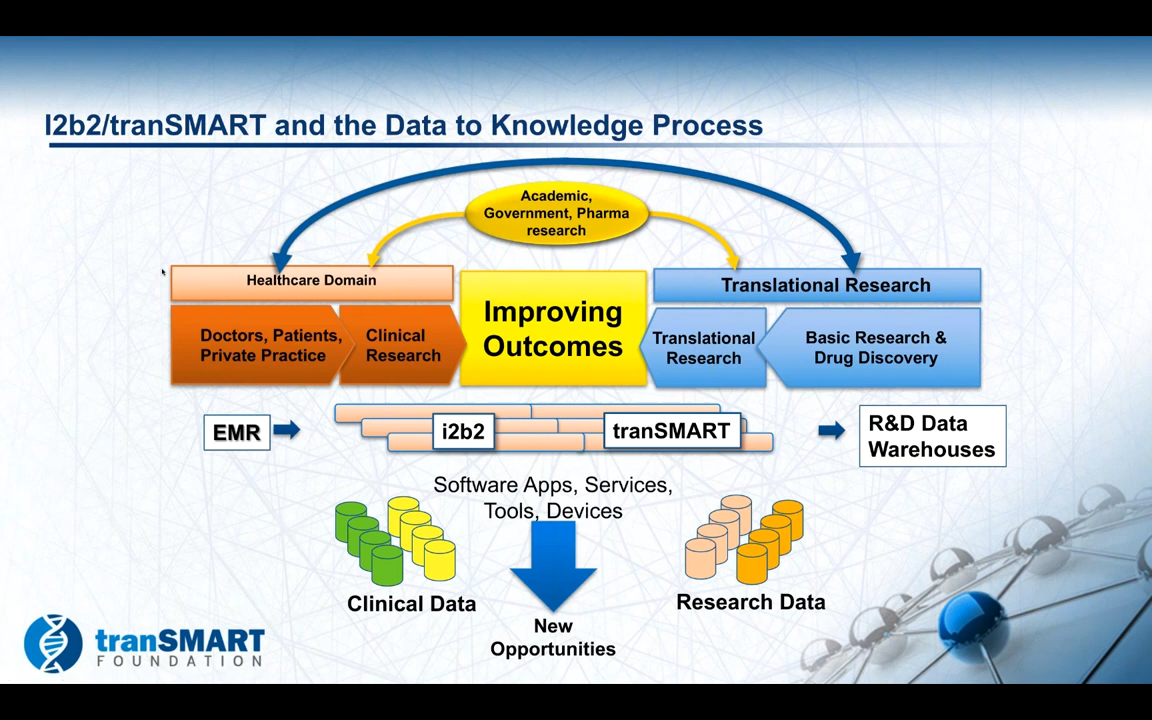 I2b2/tranSMART and the Data to Knowledge Process
Academic,
Government, Pharma
research
Healthcare Domain
Translational Research
Doctors, Patients,
Private Practice
Clinical
Research
Improving
Outcomes
Translational
Research
Basic Research &
Drug Discovery
EMR
i2b2
tranSMART
R&D Data
Warehouses
Software Apps, Services,
Tools, Devices
Clinical Data
Research Data
New
Opportunities
tranSMART
FOUNDATION